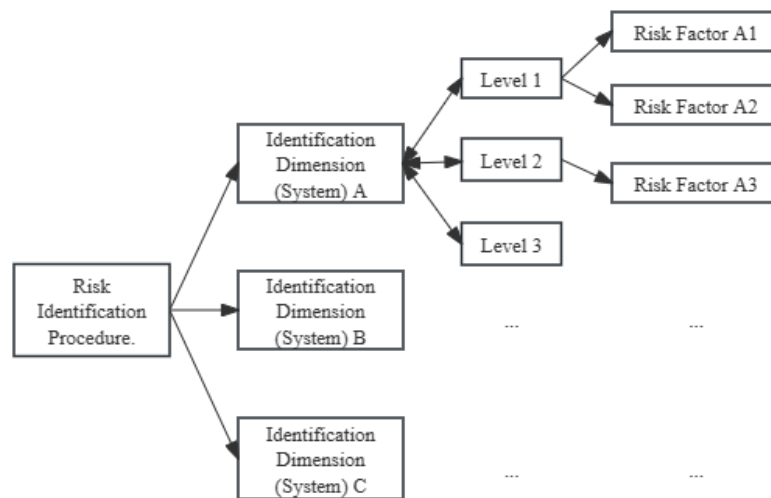 Risk Factor A1
Level 1
Risk Factor A2
Identification
Dimension
(System) A
Level 2
Risk Factor A3
Level 3
Risk
Identification
Procedure.
Identification
Dimension
(System) B
...
...
Identification
Dimension
(System) C
...
...